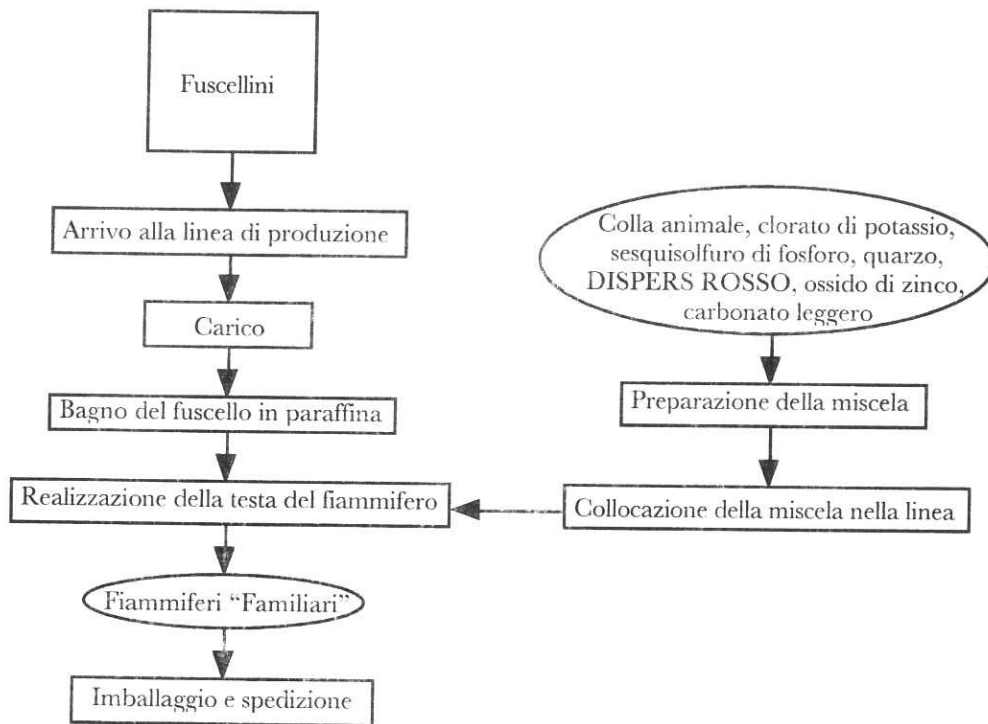 Fuscellini
Arrivo alla linea di produzione
Carico
Bagno del fuscello in paraffina
Realizzazione della testa del fiammifero
Fiammiferi “Familiari”
Imballaggio e spedizione
Colla animale, clorato di potassio,
sesquisolfuro di fosforo, quarzo,
DISPERS ROSSO, ossido di zinco,
carbonato leggero
Preparazione della miscela
Collocazione della miscela nella linea